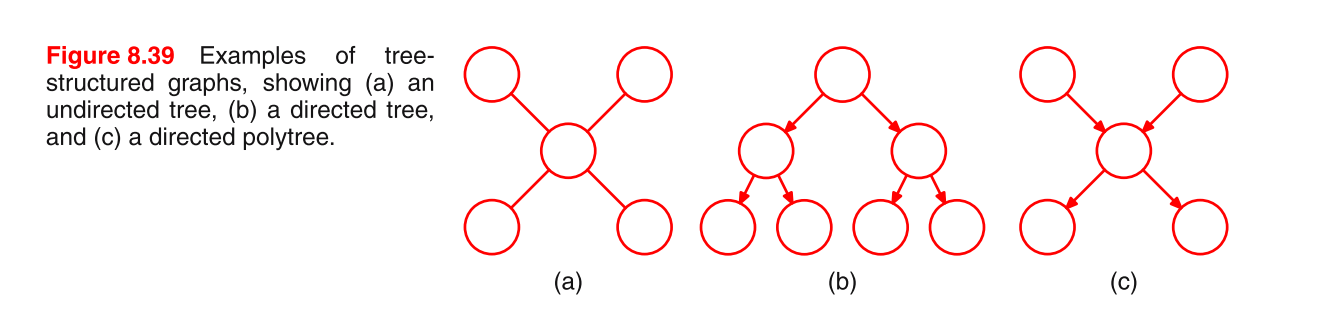 Figure 8.39 Examples of tree-
structured graphs, showing (a) an
undirected tree, (b) a directed tree,
and (c) a directed polytree.
(a)
(b)
(c)